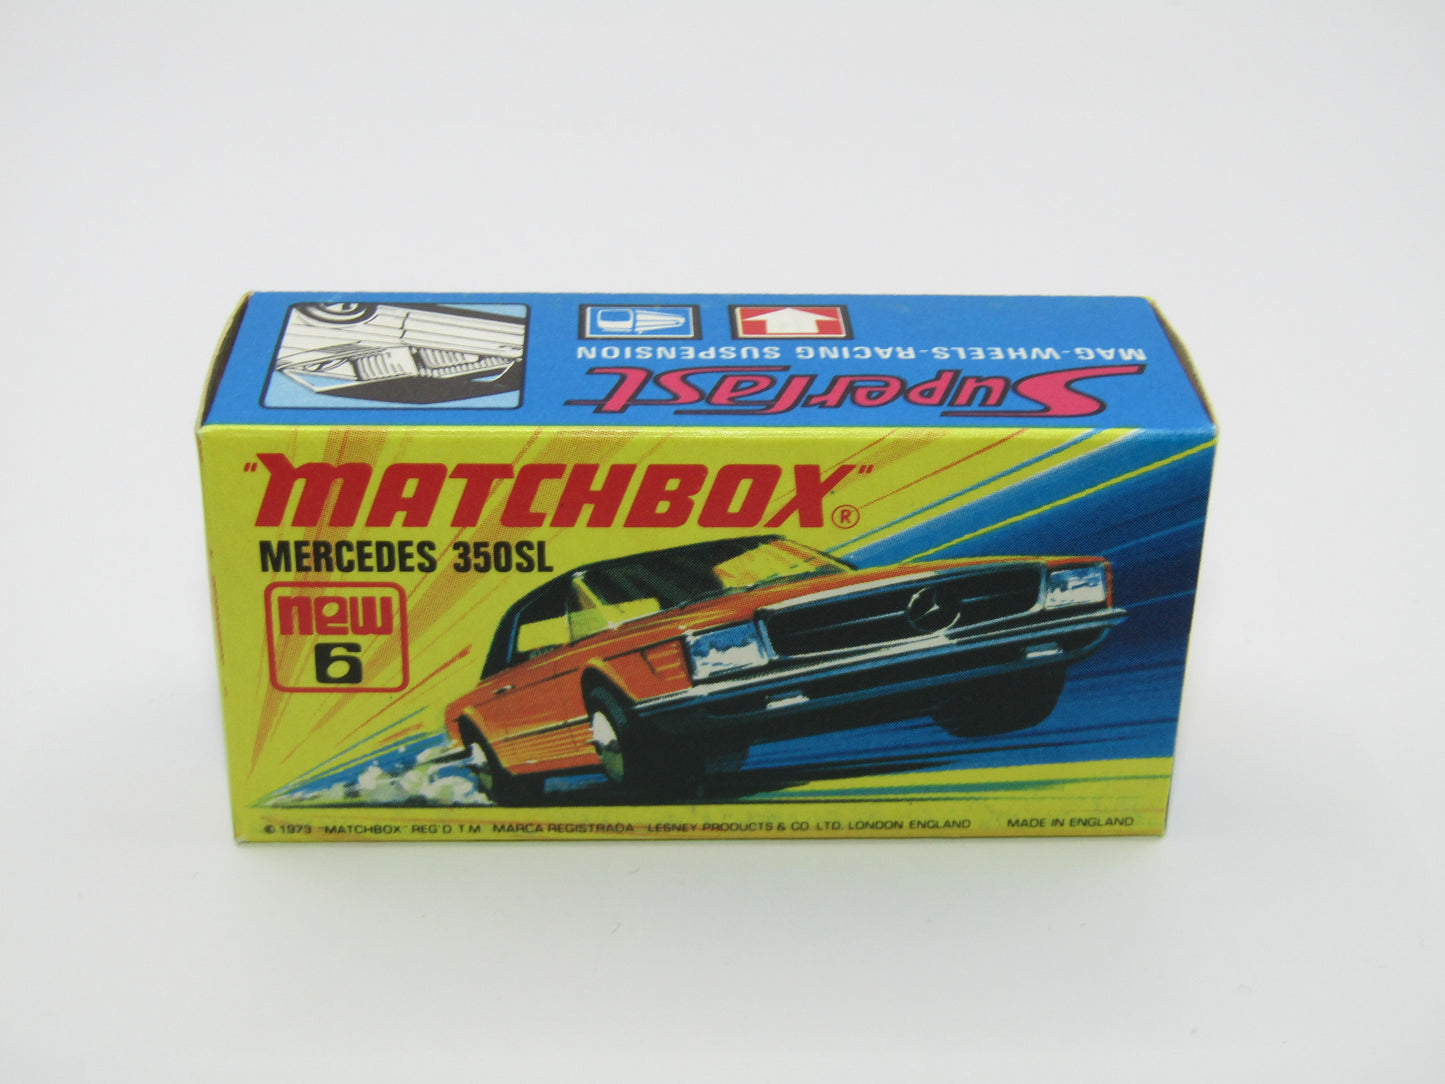 MAG-WHEELS-RACING SUSPENSION
Superfast
"MATCHBOX"®
MERCEDES 350SL
new
6
© 1973 "MATCHBOX" REG'D T.M. MARCA REGISTRADA LESNEY PRODUCTS & CO. LTD. LONDON ENGLAND MADE IN ENGLAND